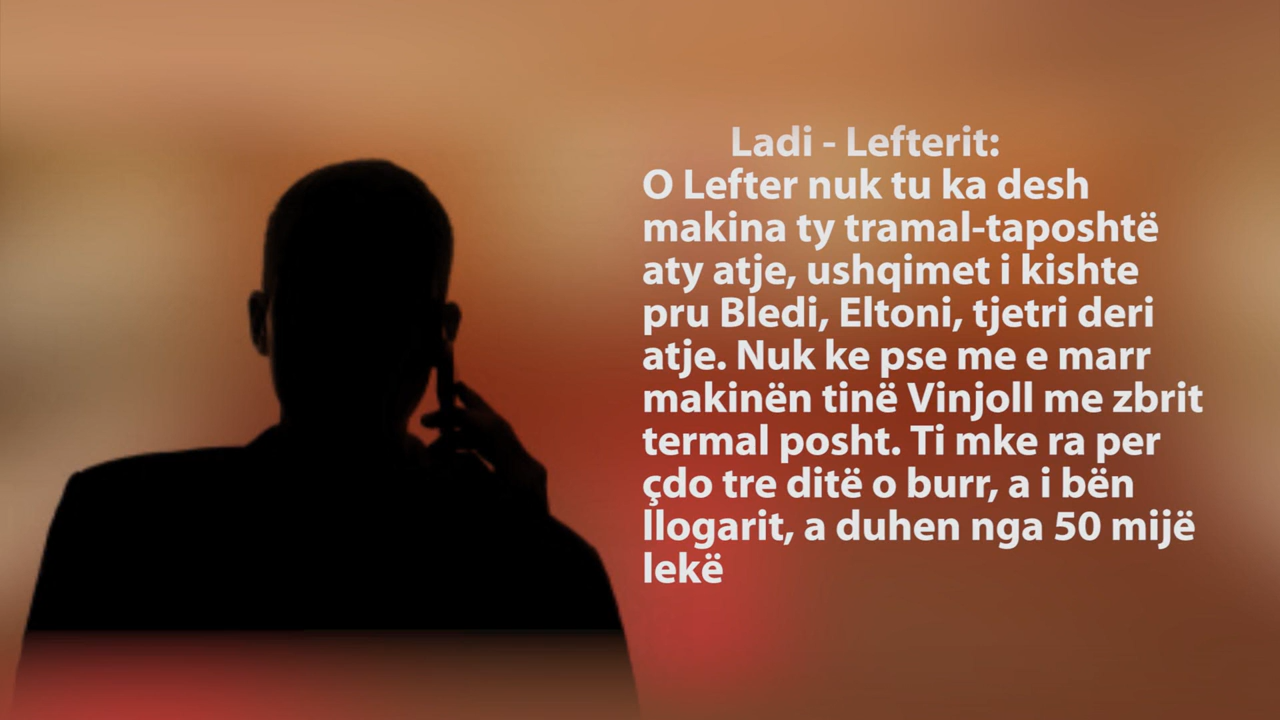 Ladi - Lefterit:
O Lefter nuk tu ka desh
makina ty tramal-taposhtë
aty atje, ushqimet i kishte
pru Bledi, Eltoni, tjetri deri
atje. Nuk ke pse me e marr
makinën tinë Vinjoll me zbrit
termal posht. Ti mke ra per
çdo tre ditë o burr, a i bën
llogarit, a duhen nga 50 mijë
lekë